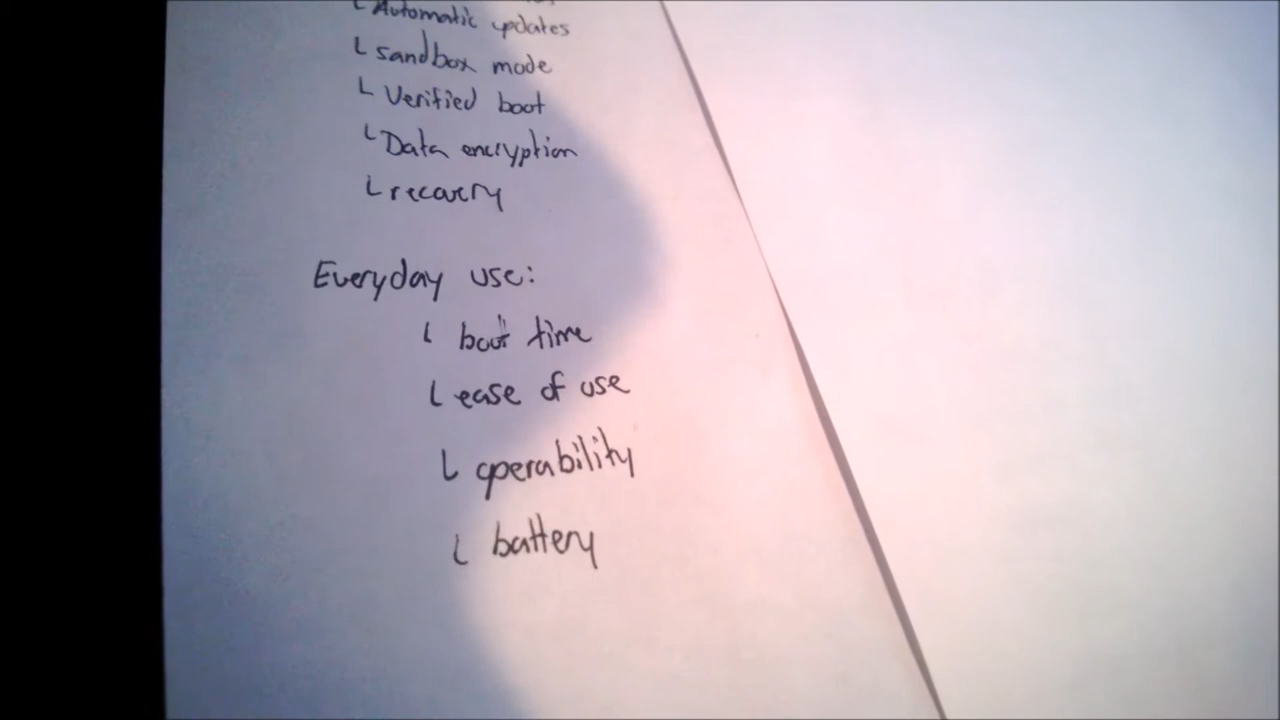 Automatic updates
sandbox mode
Verified boot
Data encryption
recovery
Everyday use:
boot time
ease of use
operability
battery